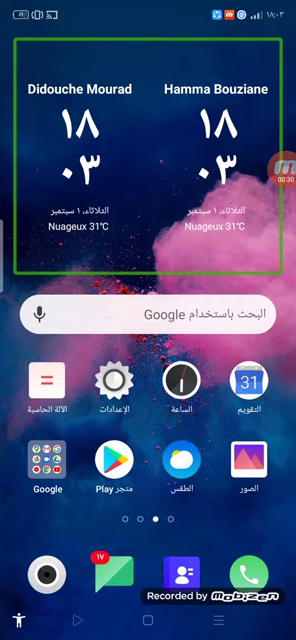 ١٨:٠٣
Didouche Mourad
Hamma Bouziane
١٨
٠٣
١٨
٠٣
الثلاثاء، ١ سبتمبر
الثلاثاء، ١ سبتمبر
Nuageux 31℃
Nuageux 31℃
00:30
البحث باستخدام Google
التقويم
الساعة
الإعدادات
الآلة الحاسبة
31
الصور
الطقس
متجر Play
Google
١٧
Recorded by Mobizen